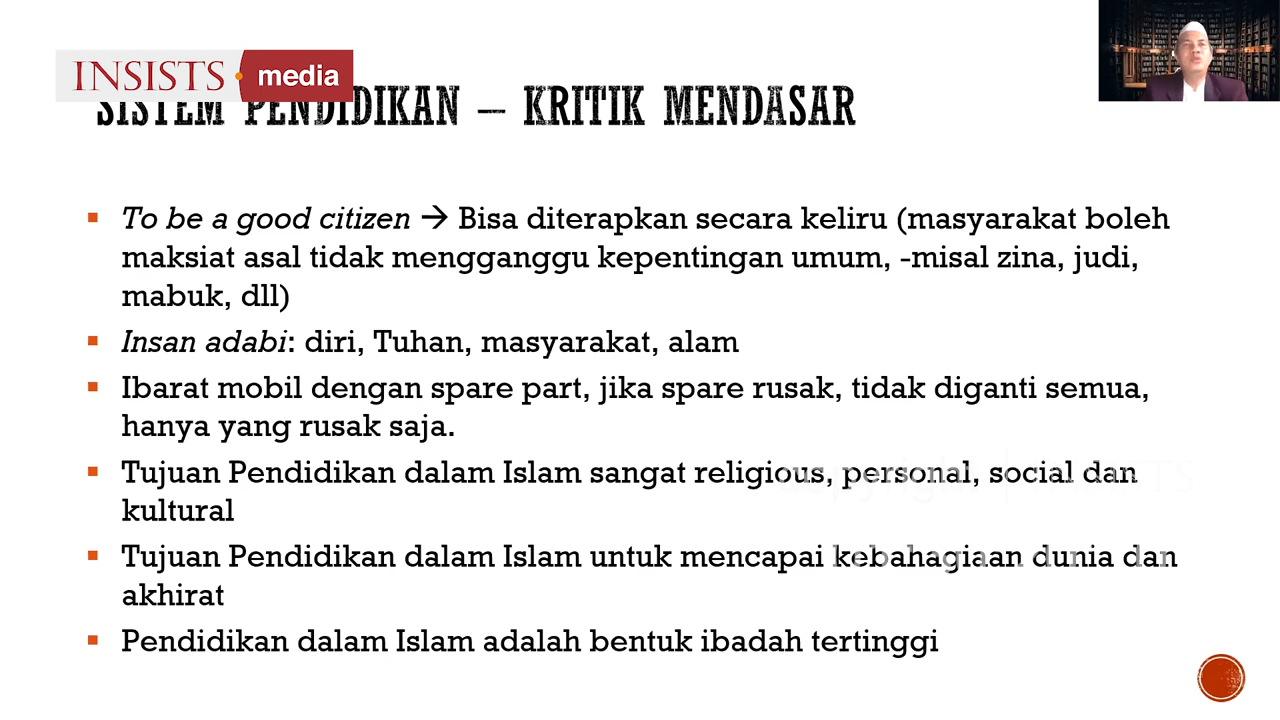 INSISTS media
SISTEM PENDIDIKAN – KRITIK MENDASAR
To be a good citizen → Bisa diterapkan secara keliru (masyarakat boleh
maksiat asal tidak mengganggu kepentingan umum, -misal zina, judi,
mabuk, dll)
Insan adabi: diri, Tuhan, masyarakat, alam
Ibarat mobil dengan spare part, jika spare rusak, tidak diganti semua,
hanya yang rusak saja.
Tujuan Pendidikan dalam Islam sangat religious, personal, social dan
kultural
Tujuan Pendidikan dalam Islam untuk mencapai kebahagiaan dunia dan
akhirat
Pendidikan dalam Islam adalah bentuk ibadah tertinggi